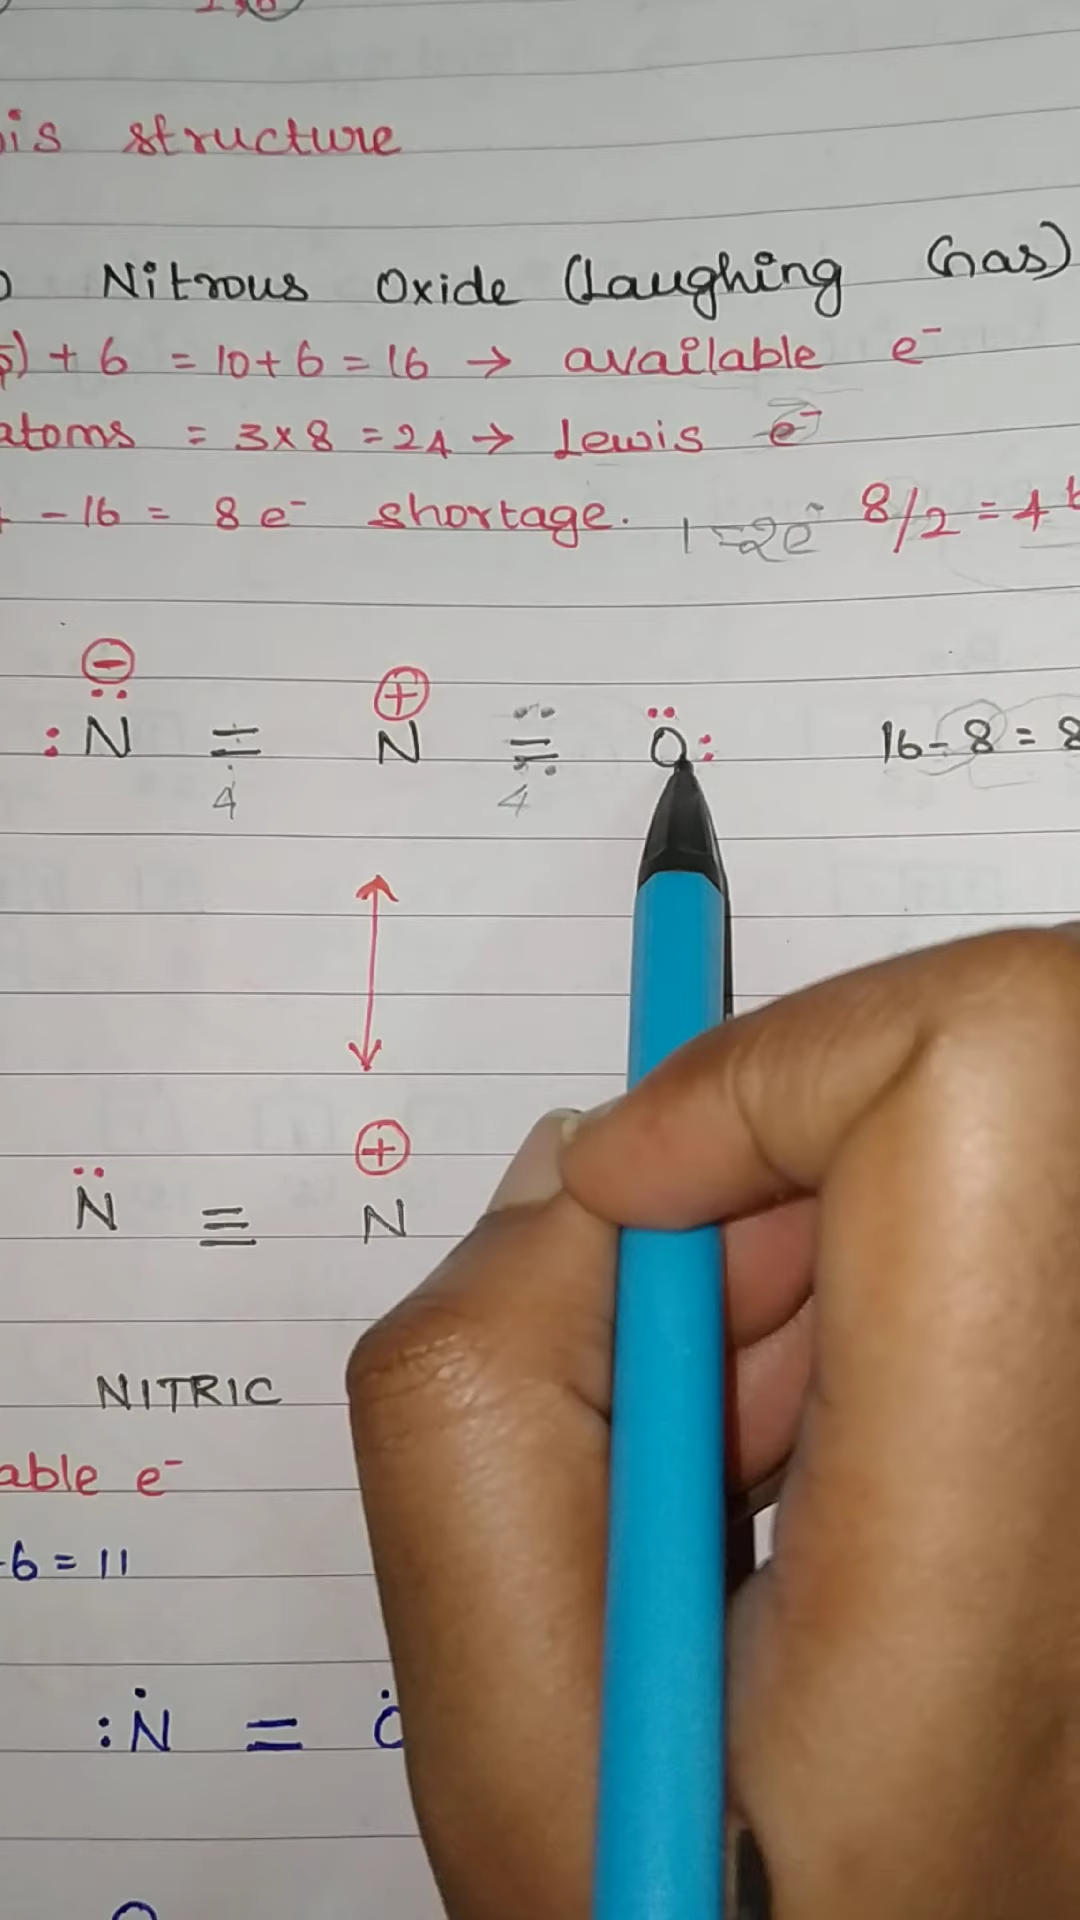 is structure
Nitrous Oxide (Laughing Gas)
5) + 6 = 10 + 6 = 16 → available e⁻
atoms = 3 x 8 = 24 → Lewis e⁻
- 16 = 8 e⁻ shortage. 1 = 2e⁻ 8/2 = 4
:N̈ ⊖ = N ⊕ = Ö: 16 - 8 = 8
4 4
N̈ ≡ N ⊕
NITRIC
able e⁻
6 = 11
:Ṅ =